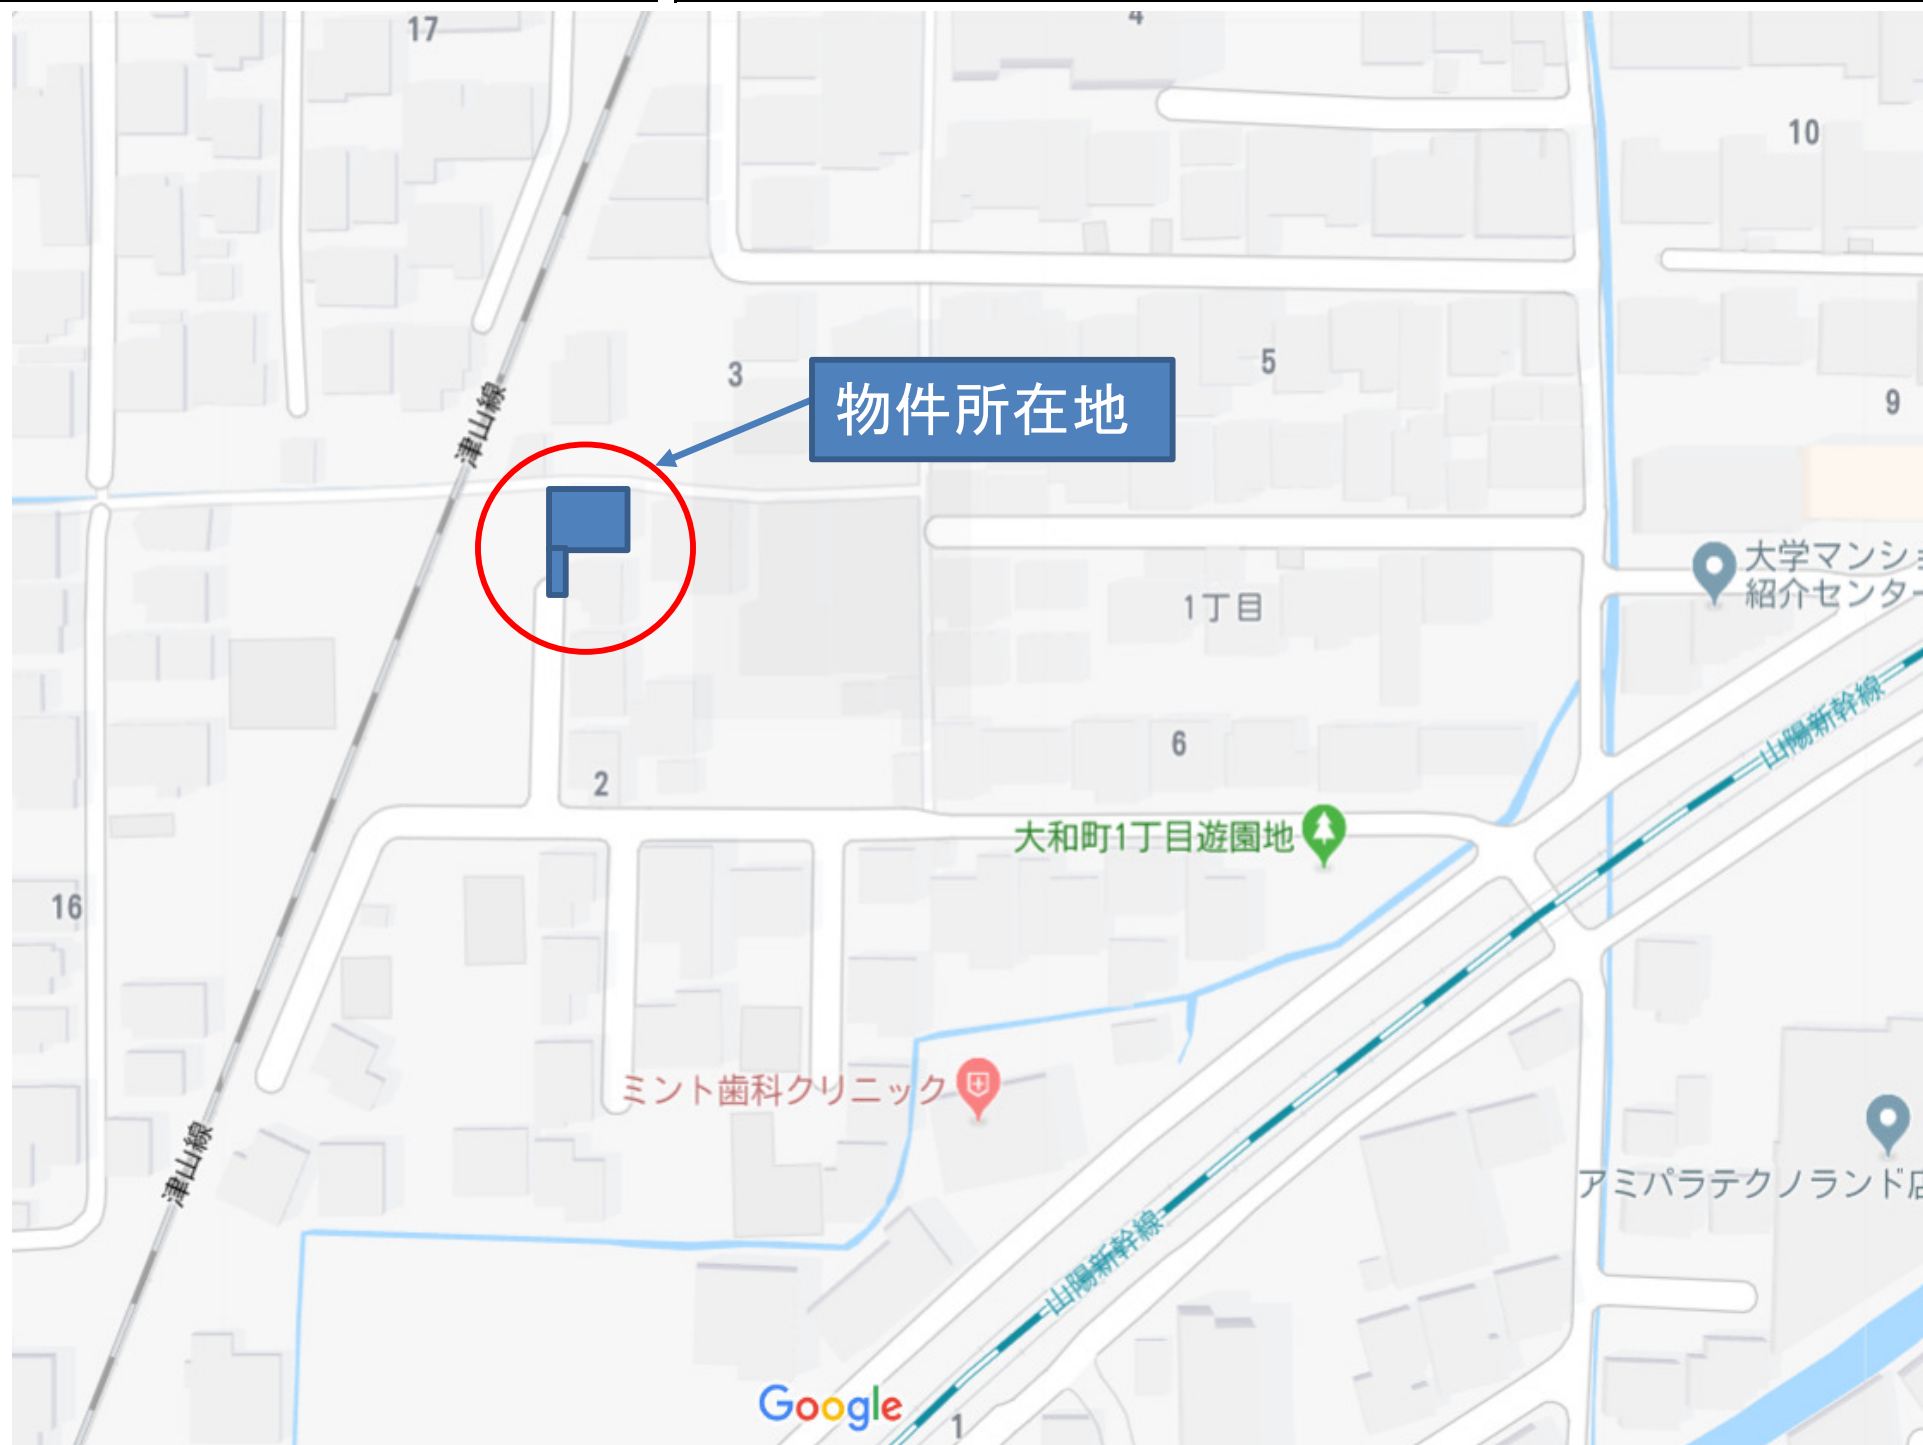 17
4
10
3
物件所在地
5
9
津山線
大学マンショ
紹介センター
1丁目
山陽新幹線
6
2
大和町1丁目遊園地
16
ミント歯科クリニック
津山線
アミパラテクノランド店
山陽新幹線
Google
1